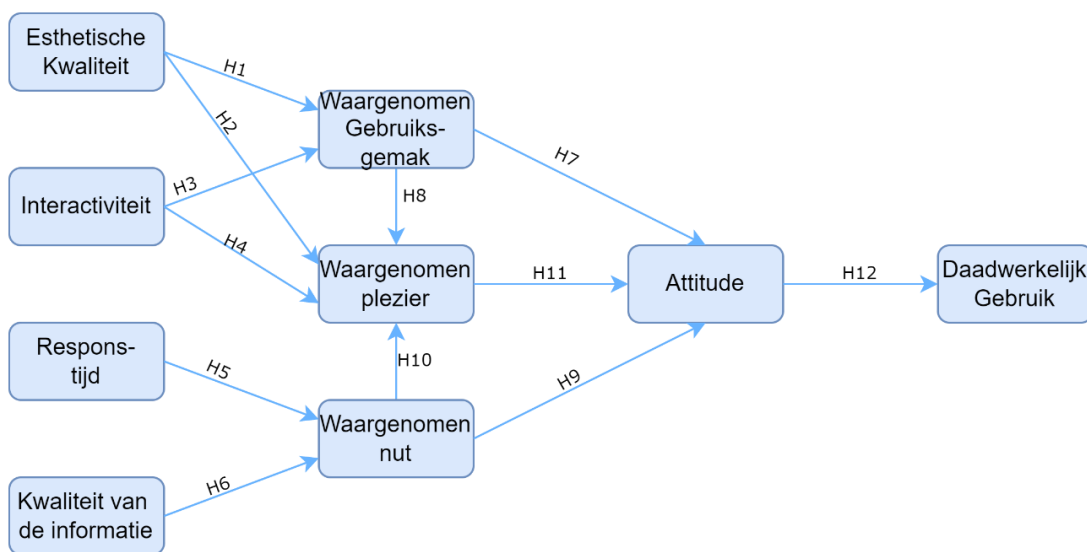 Esthetische
Kwaliteit
H1
H2
Waargenomen
Gebruiks-
gemak
Interactiviteit
H3
H4
H7
H8
Waargenomen
plezier
H11
Attitude
H12
Daadwerkelijk
Gebruik
Respons-
tijd
H5
H10
H9
Waargenomen
nut
Kwaliteit van
de informatie
H6